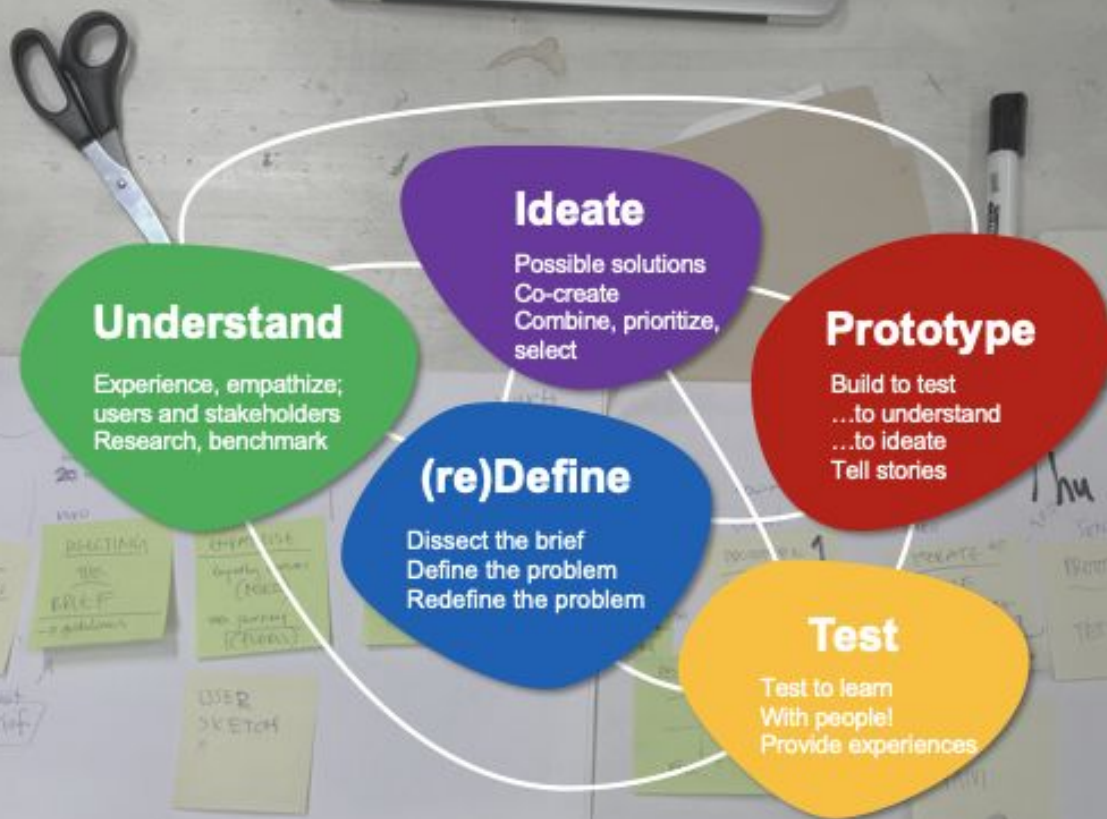 Ideate
Possible solutions
Co-create
Combine, prioritize,
select
Understand
Experience, empathize;
users and stakeholders
Research, benchmark
Prototype
Build to test
...to understand
...to ideate
Tell stories
(re)Define
Dissect the brief
Define the problem
Redefine the problem
Test
Test to learn
With people!
Provide experiences
BRIEF
USER
SKETCH